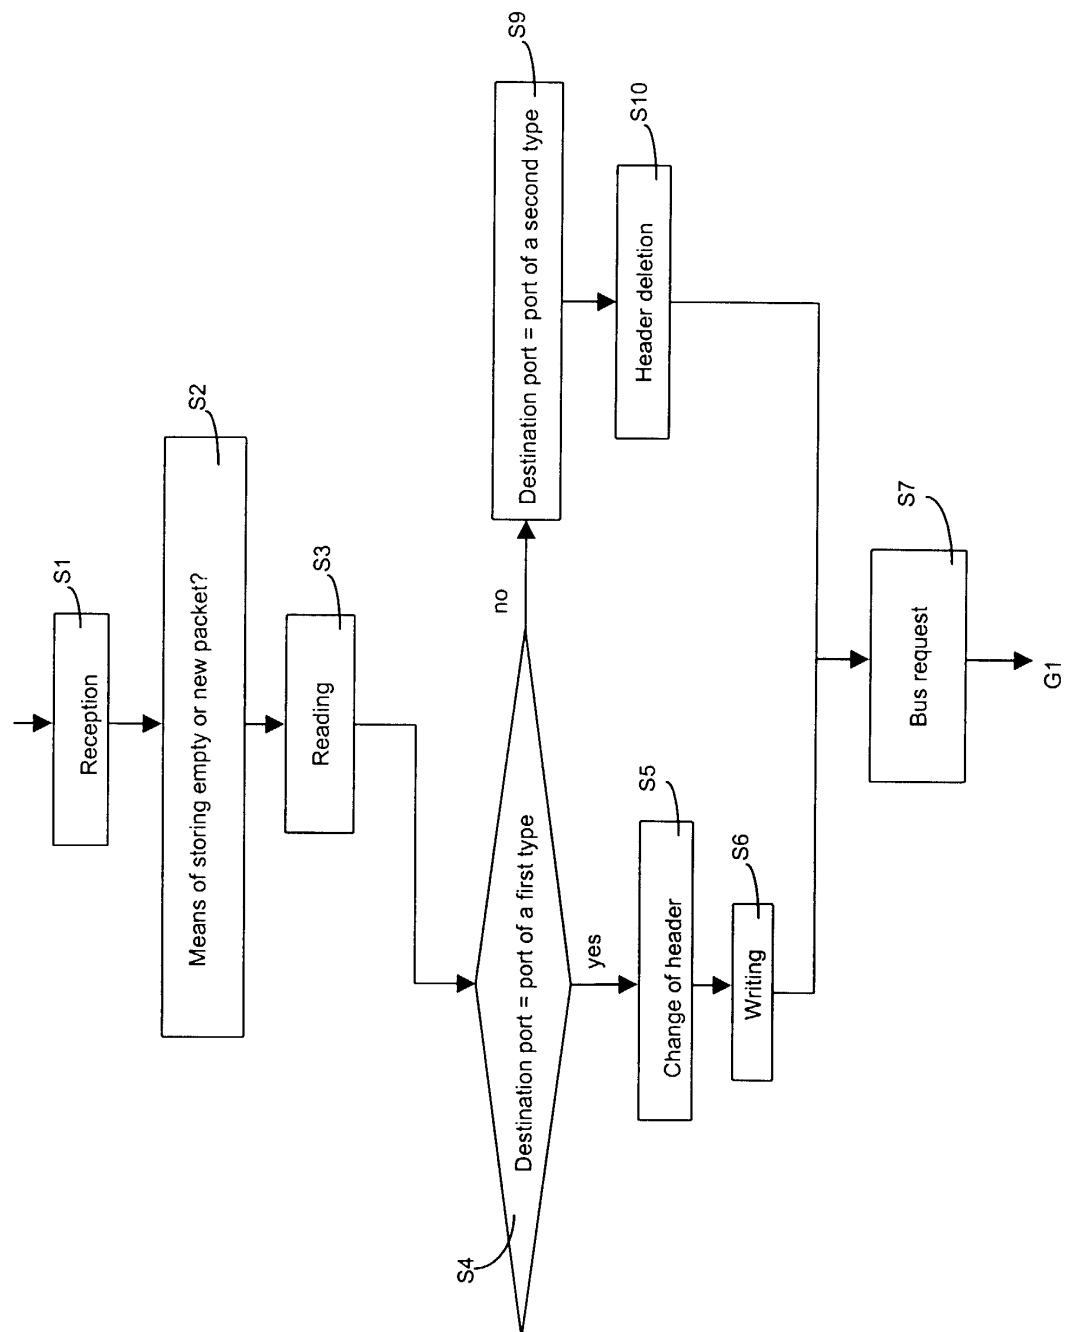 S1
Reception
S2
Means of storing empty or new packet?
S3
Reading
S4
Destination port = port of a first type
no
S9
Destination port = port of a second type
S10
Header deletion
yes
S5
Change of header
S6
Writing
S7
Bus request
G1